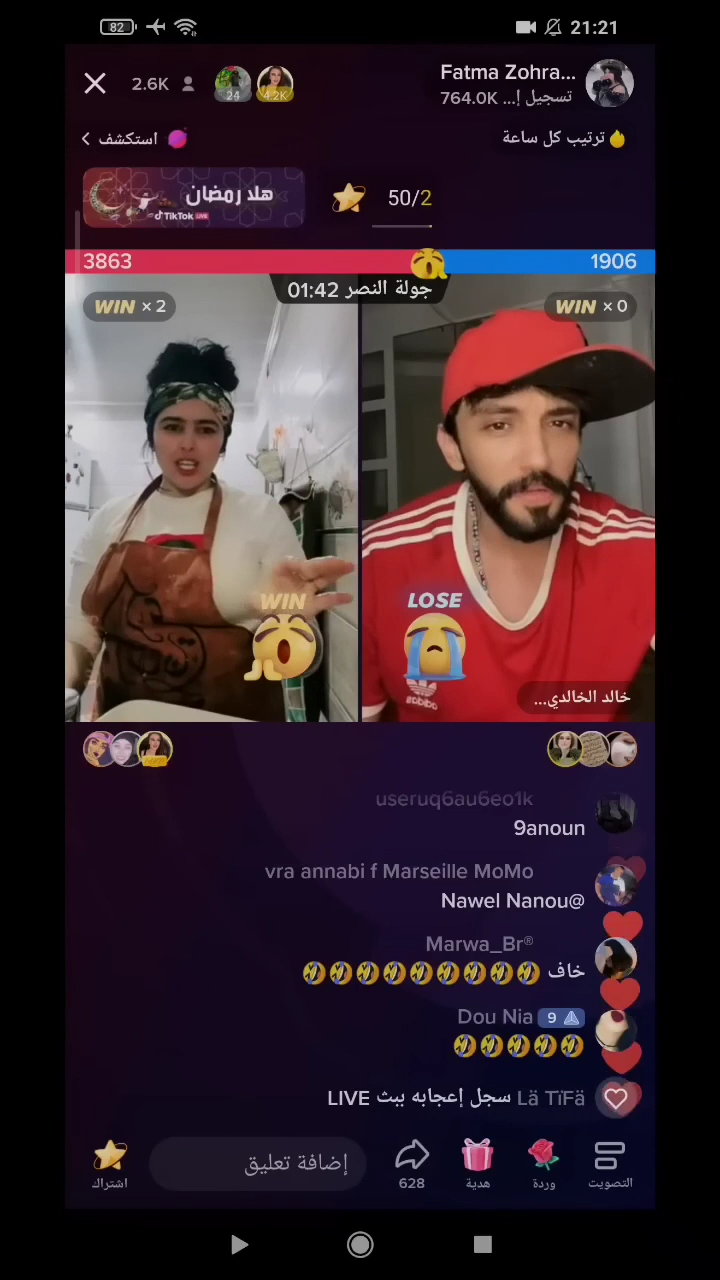 82
21:21
2.6K
24
4.2K
Fatma Zohra...
764.0K تسجيل إ...
استكشف
ترتيب كل ساعة
هلا رمضان
TikTok LIVE
50/2
3863
1906
جولة النصر 01:42
WIN × 2
WIN × 0
WIN
LOSE
adidas
خالد الخالدي...
useruq6au6eo1k
9anoun
vra annabi f Marseille MoMo
Nawel Nanou@
Marwa_Br®
خاف 🤣🤣🤣🤣🤣🤣🤣🤣🤣
Dou Nia 9
🤣🤣🤣🤣🤣
Lä TïFä سجل إعجابه ببث LIVE
إضافة تعليق
اشتراك
628
هدية
وردة
التصويت